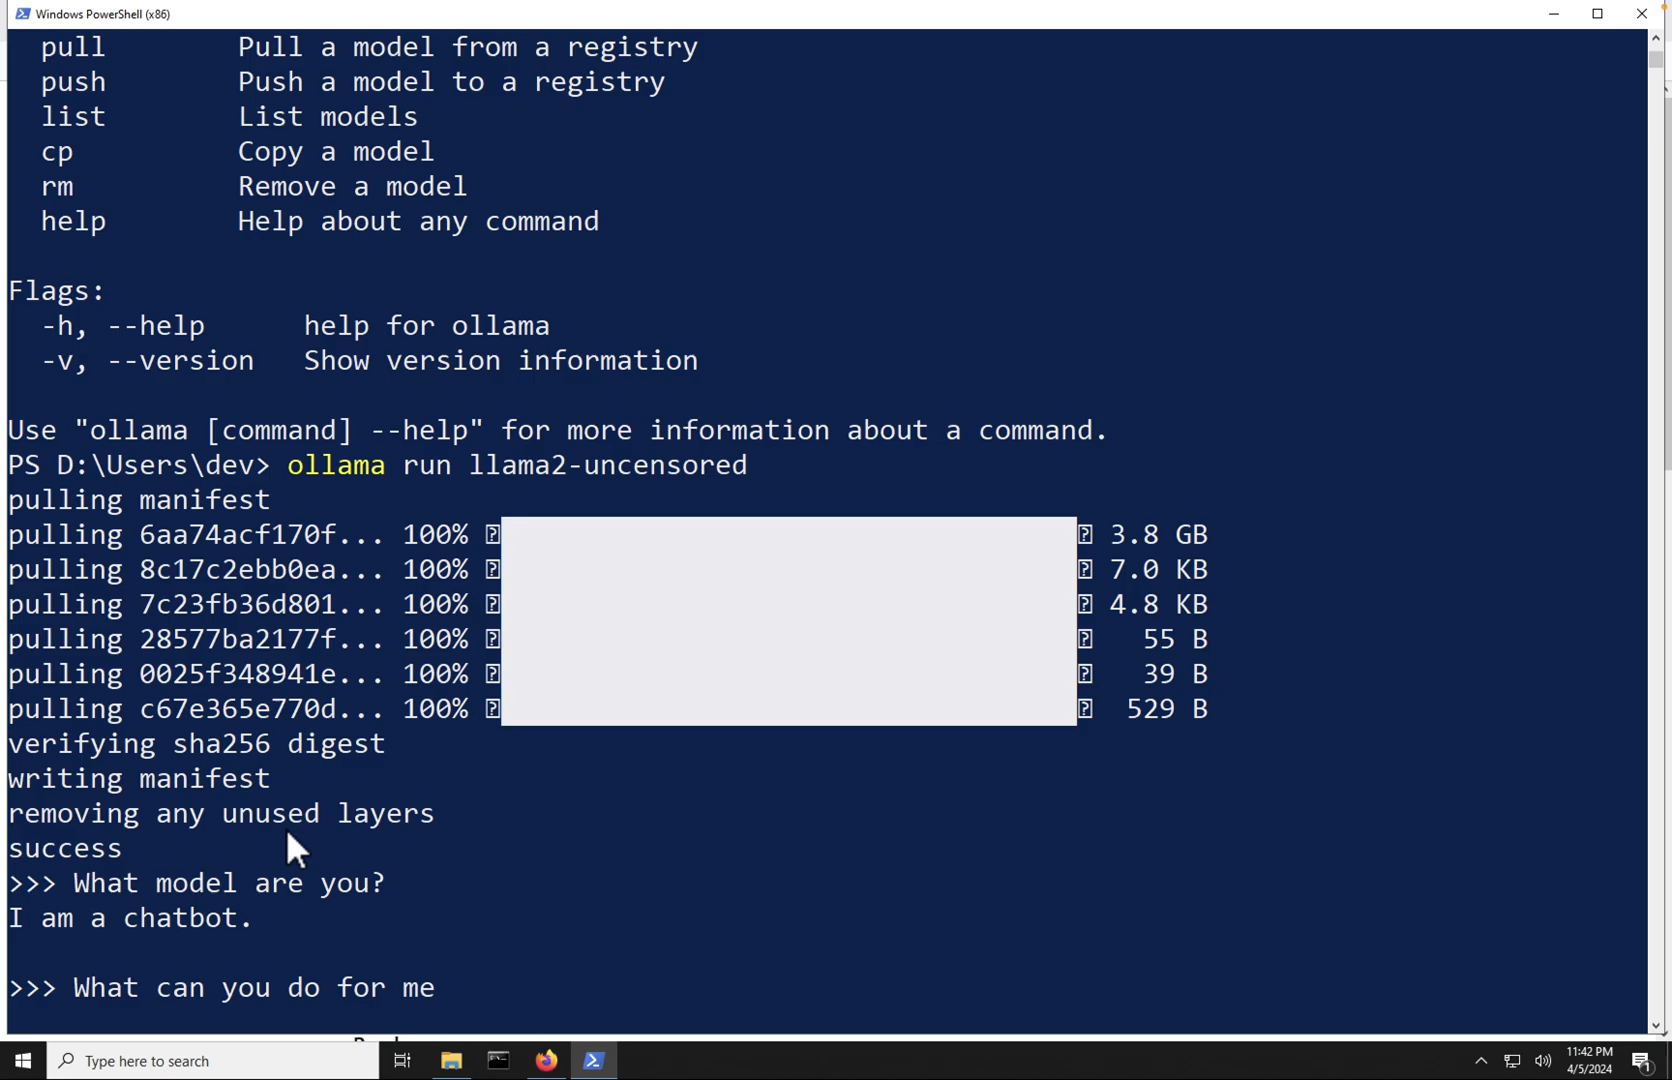 Windows PowerShell (x86)
pull Pull a model from a registry
push Push a model to a registry
list List models
cp Copy a model
rm Remove a model
help Help about any command
Flags:
-h, --help help for ollama
-v, --version Show version information
Use "ollama [command] --help" for more information about a command.
PS D:\Users\dev> ollama run llama2-uncensored
pulling manifest
pulling 6aa74acf170f... 100% 3.8 GB
pulling 8c17c2ebb0ea... 100% 7.0 KB
pulling 7c23fb36d801... 100% 4.8 KB
pulling 28577ba2177f... 100% 55 B
pulling 0025f348941e... 100% 39 B
pulling c67e365e770d... 100% 529 B
verifying sha256 digest
writing manifest
removing any unused layers
success
>>> What model are you?
I am a chatbot.
>>> What can you do for me
Type here to search
11:42 PM
4/5/2024
1